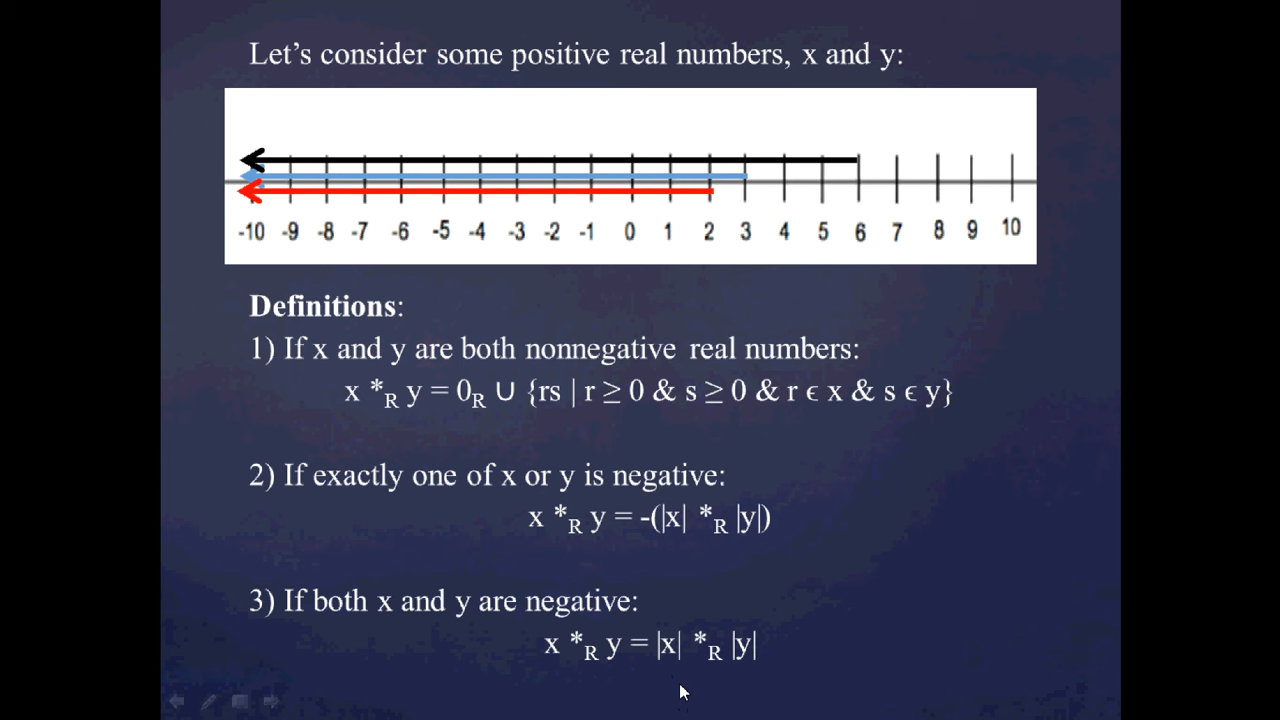 Let’s consider some positive real numbers, x and y:
-10 -9 -8 -7 -6 -5 -4 -3 -2 -1 0 1 2 3 4 5 6 7 8 9 10
Definitions:
1) If x and y are both nonnegative real numbers:
x *R y = 0R ∪ {rs | r ≥ 0 & s ≥ 0 & r ϵ x & s ϵ y}
2) If exactly one of x or y is negative:
x *R y = -(|x| *R |y|)
3) If both x and y are negative:
x *R y = |x| *R |y|